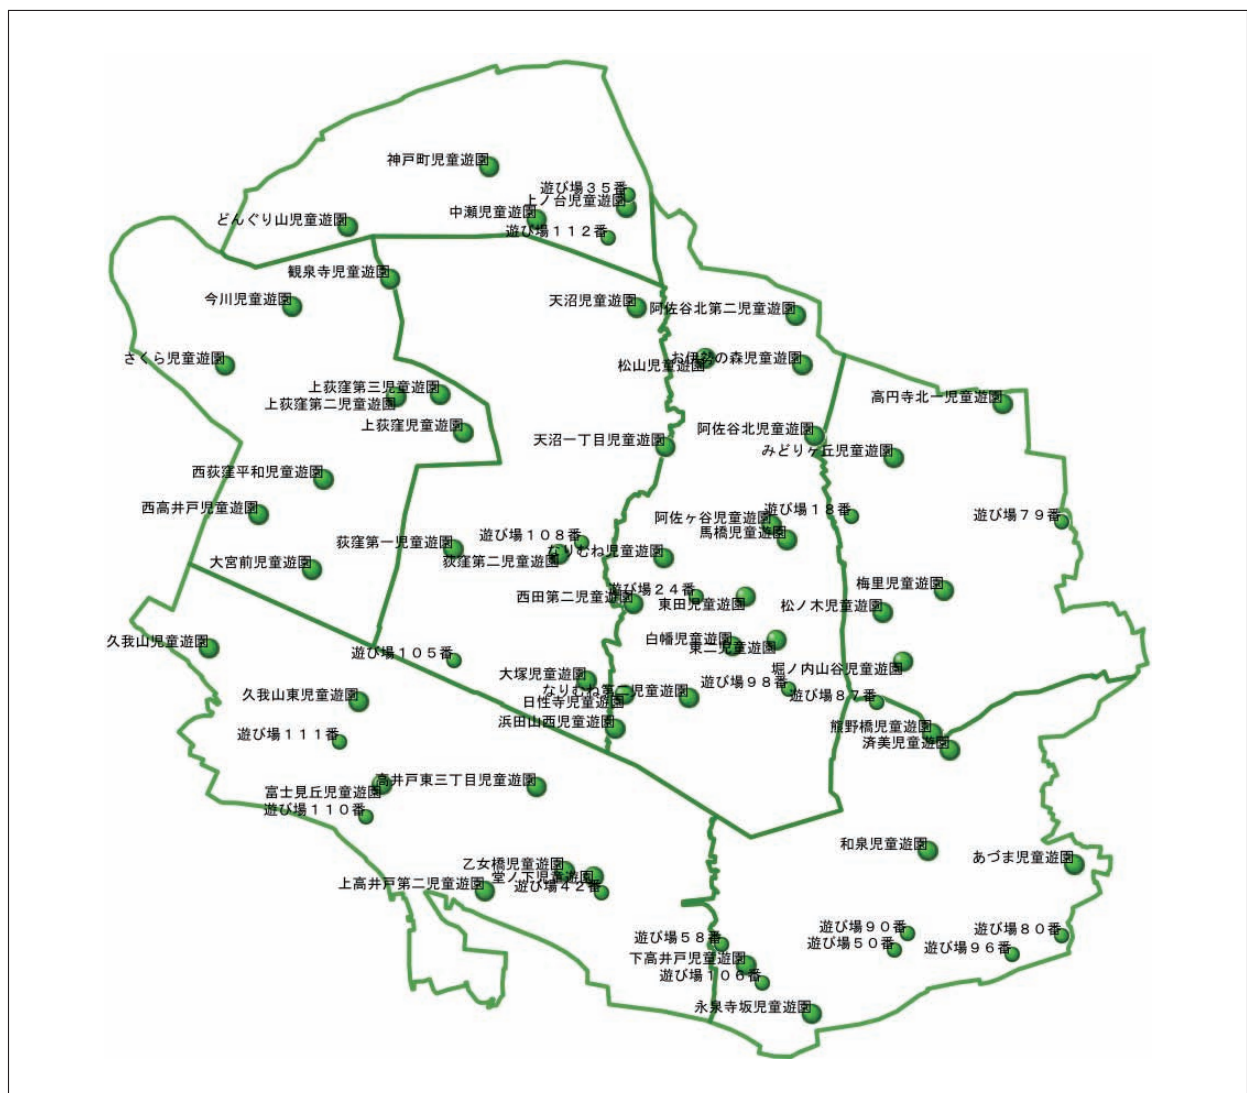 神戸町児童遊園
遊び場３５番
上ノ台児童遊園
中瀬児童遊園
どんぐり山児童遊園
遊び場１１２番
観泉寺児童遊園
今川児童遊園
天沼児童遊園
阿佐谷北第二児童遊園
さくら児童遊園
お伊勢の森児童遊園
松山児童遊園
上荻窪第三児童遊園
上荻窪第二児童遊園
高円寺北一児童遊園
上荻窪児童遊園
天沼一丁目児童遊園
阿佐谷北児童遊園
みどりヶ丘児童遊園
西荻窪平和児童遊園
西高井戸児童遊園
阿佐ヶ谷児童遊園
遊び場１８番
遊び場７９番
馬橋児童遊園
遊び場１０８番
荻窪第一児童遊園
なりむね児童遊園
荻窪第二児童遊園
大宮前児童遊園
遊び場２４番
梅里児童遊園
西田第二児童遊園
東田児童遊園
松ノ木児童遊園
久我山児童遊園
白幡児童遊園
東二児童遊園
遊び場１０５番
堀ノ内山谷児童遊園
大塚児童遊園
遊び場９８番
なりむね第二児童遊園
久我山東児童遊園
日性寺児童遊園
遊び場８７番
浜田山西児童遊園
熊野橋児童遊園
遊び場１１１番
済美児童遊園
高井戸東三丁目児童遊園
富士見丘児童遊園
遊び場１１０番
和泉児童遊園
あづま児童遊園
乙女橋児童遊園
堂ノ下児童遊園
上高井戸第二児童遊園
遊び場４２番
遊び場９０番
遊び場８０番
遊び場５８番
遊び場５０番
遊び場９６番
下高井戸児童遊園
遊び場１０６番
永泉寺坂児童遊園